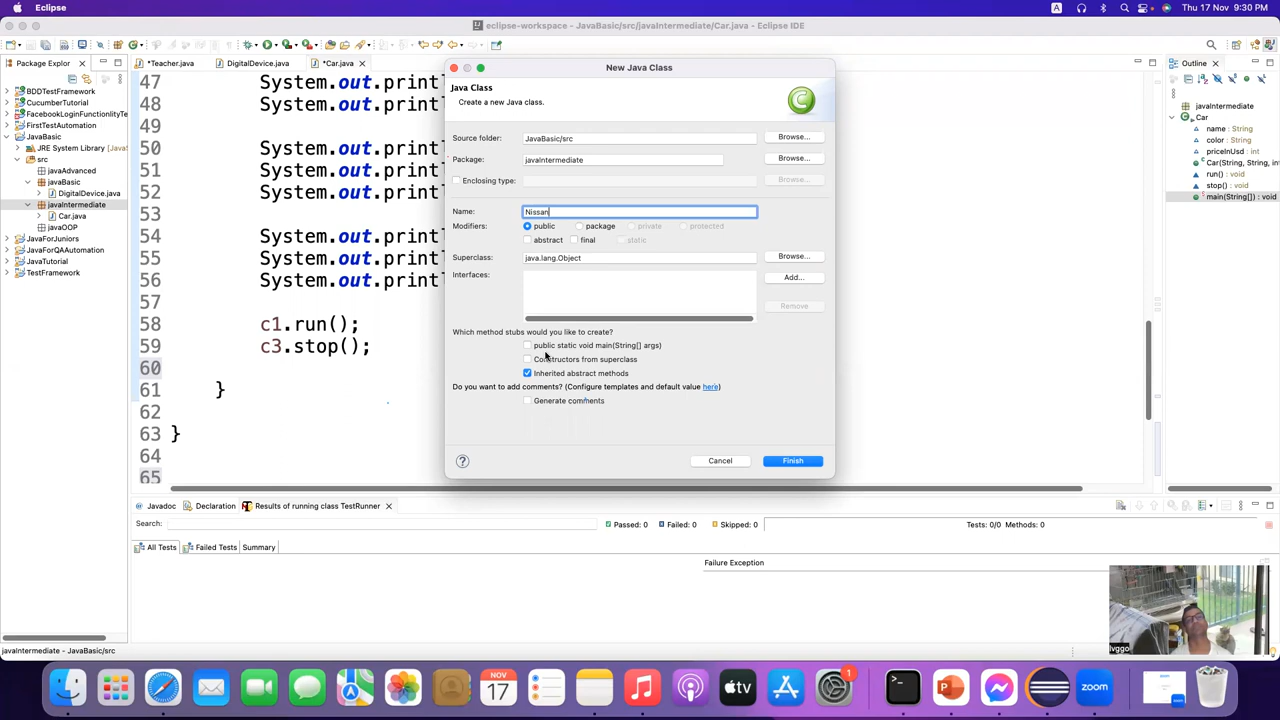 Thu 17 Nov 9:30 PM
eclipse-workspace - JavaBasic/src/javaIntermediate/Car.java - Eclipse IDE
Package Explor
*Teacher.java
DigitalDevice.java
*Car.java
Outline
BDDTestFramework
CucumberTutorial
FacebookLoginFunctionlityTe
FirstTestAutomation
JavaBasic
JRE System Library [JavaS
src
javaAdvanced
javaBasic
DigitalDevice.java
javaIntermediate
Car.java
javaOOP
JavaForJuniors
JavaForQAAutomation
JavaTutorial
TestFramework
47 System.out.printl
48 System.out.printl
49
50 System.out.printl
51 System.out.printl
52 System.out.printl
53
54 System.out.printl
55 System.out.printl
56 System.out.printl
57
58 c1.run();
59 c3.stop();
60
61 }
62
63 }
64
65
New Java Class
Java Class
Create a new Java class.
Source folder: JavaBasic/src Browse...
Package: javaIntermediate Browse...
Enclosing type: Browse...
Name: Nissan
Modifiers: public package private protected
abstract final static
Superclass: java.lang.Object Browse...
Interfaces: Add...
Remove
Which method stubs would you like to create?
public static void main(String[] args)
Constructors from superclass
Inherited abstract methods
Do you want to add comments? (Configure templates and default value here)
Generate comments
Cancel Finish
javaIntermediate
Car
name : String
color : String
priceInUsd : int
Car(String, String, int
run() : void
stop() : void
main(String[]) : void
Javadoc Declaration Results of running class TestRunner
Search: Passed: 0 Failed: 0 Skipped: 0 Tests: 0/0 Methods: 0
All Tests Failed Tests Summary
Failure Exception
lvggo
javaIntermediate - JavaBasic/src
NOV
17
tv
1
zoom